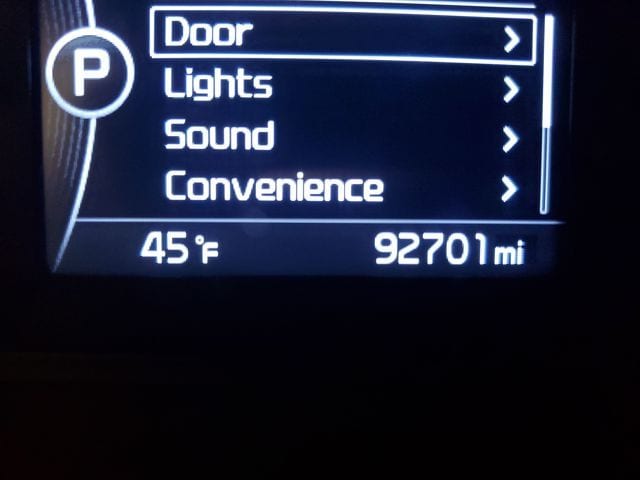 P
Door
Lights
Sound
Convenience
45°F 92701mi